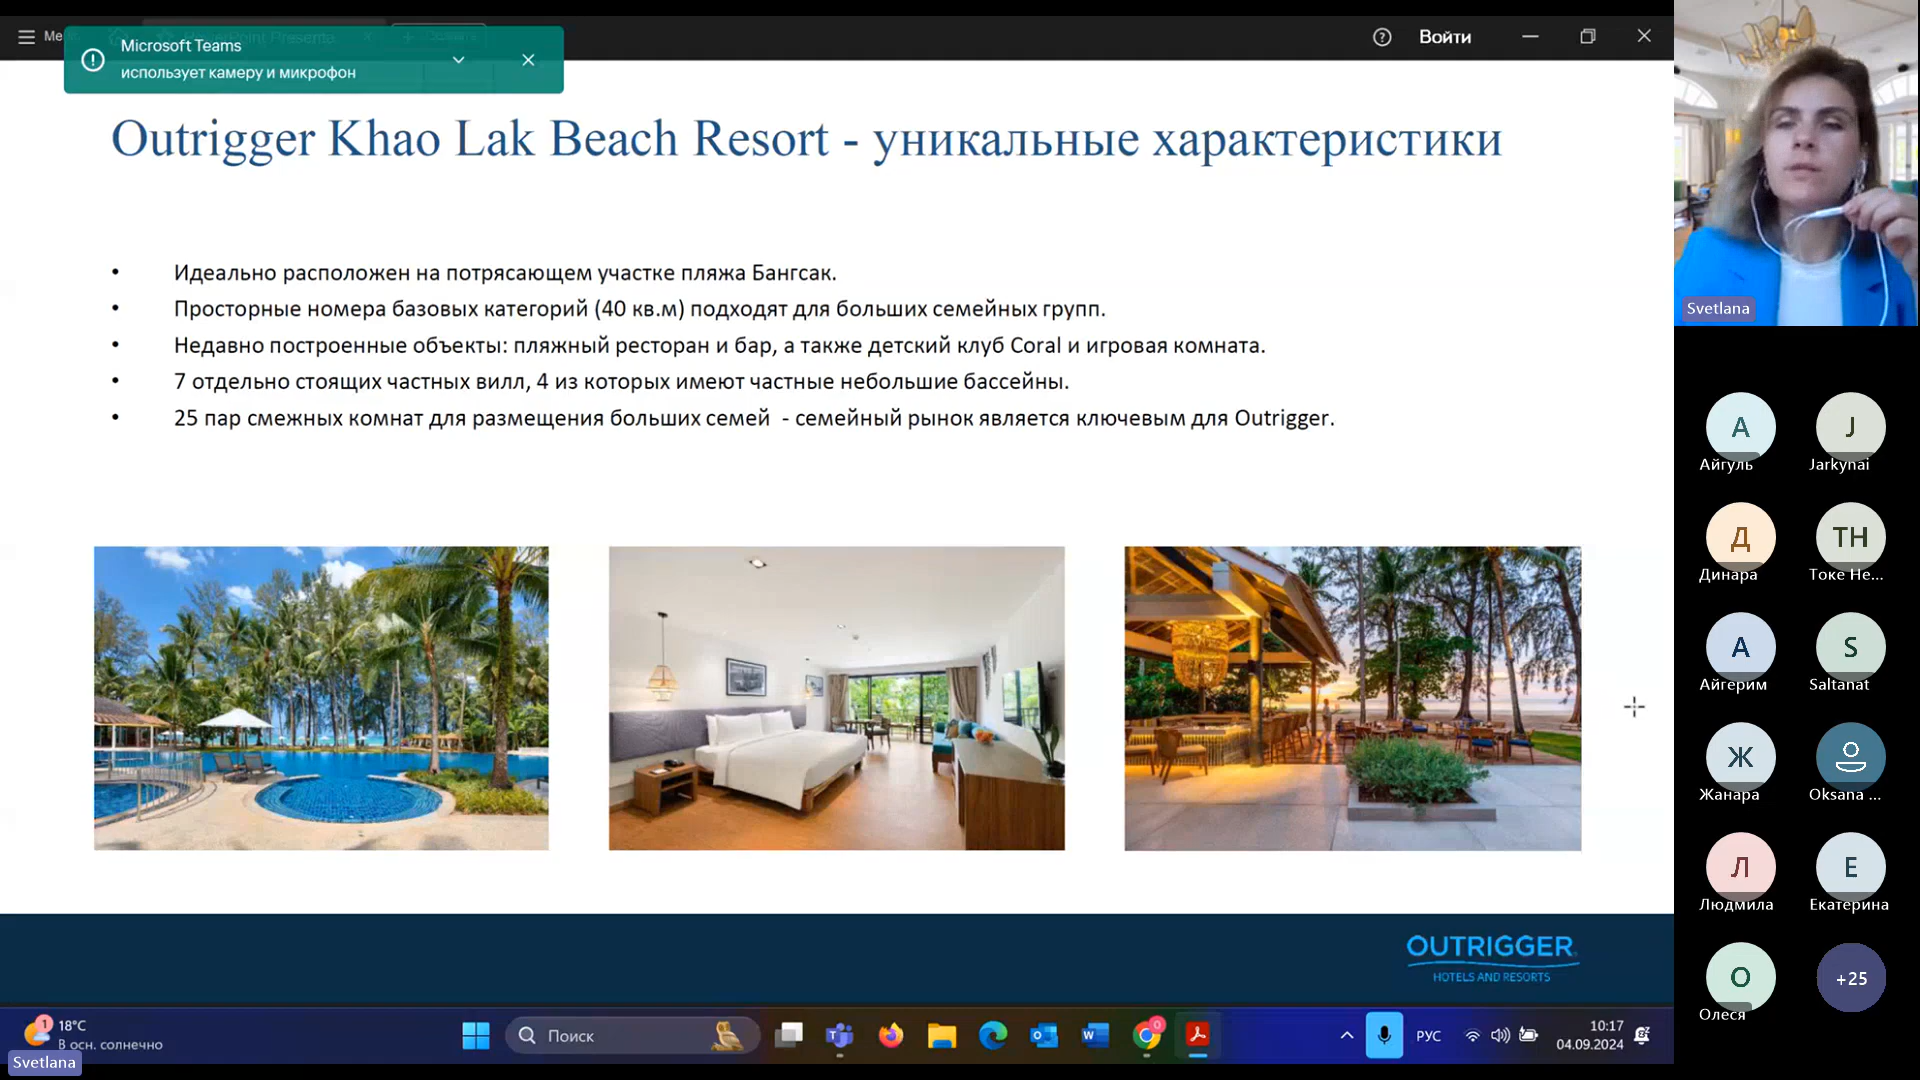 Microsoft Teams
использует камеру и микрофон
Войти
Outrigger Khao Lak Beach Resort - уникальные характеристики
• Идеально расположен на потрясающем участке пляжа Бангсак.
• Просторные номера базовых категорий (40 кв.м) подходят для больших семейных групп.
• Недавно построенные объекты: пляжный ресторан и бар, а также детский клуб Coral и игровая комната.
• 7 отдельно стоящих частных вилл, 4 из которых имеют частные небольшие бассейны.
• 25 пар смежных комнат для размещения больших семей - семейный рынок является ключевым для Outrigger.
OUTRIGGER
HOTELS AND RESORTS
Svetlana
А
Айгуль
J
Jarkynai
Д
Динара
TH
Токе Не...
А
Айгерим
S
Saltanat
Ж
Жанара
Oksana ...
Л
Людмила
Е
Екатерина
О
Олеся
+25
1
18°C
В осн. солнечно
Svetlana
Поиск
РУС
10:17
04.09.2024